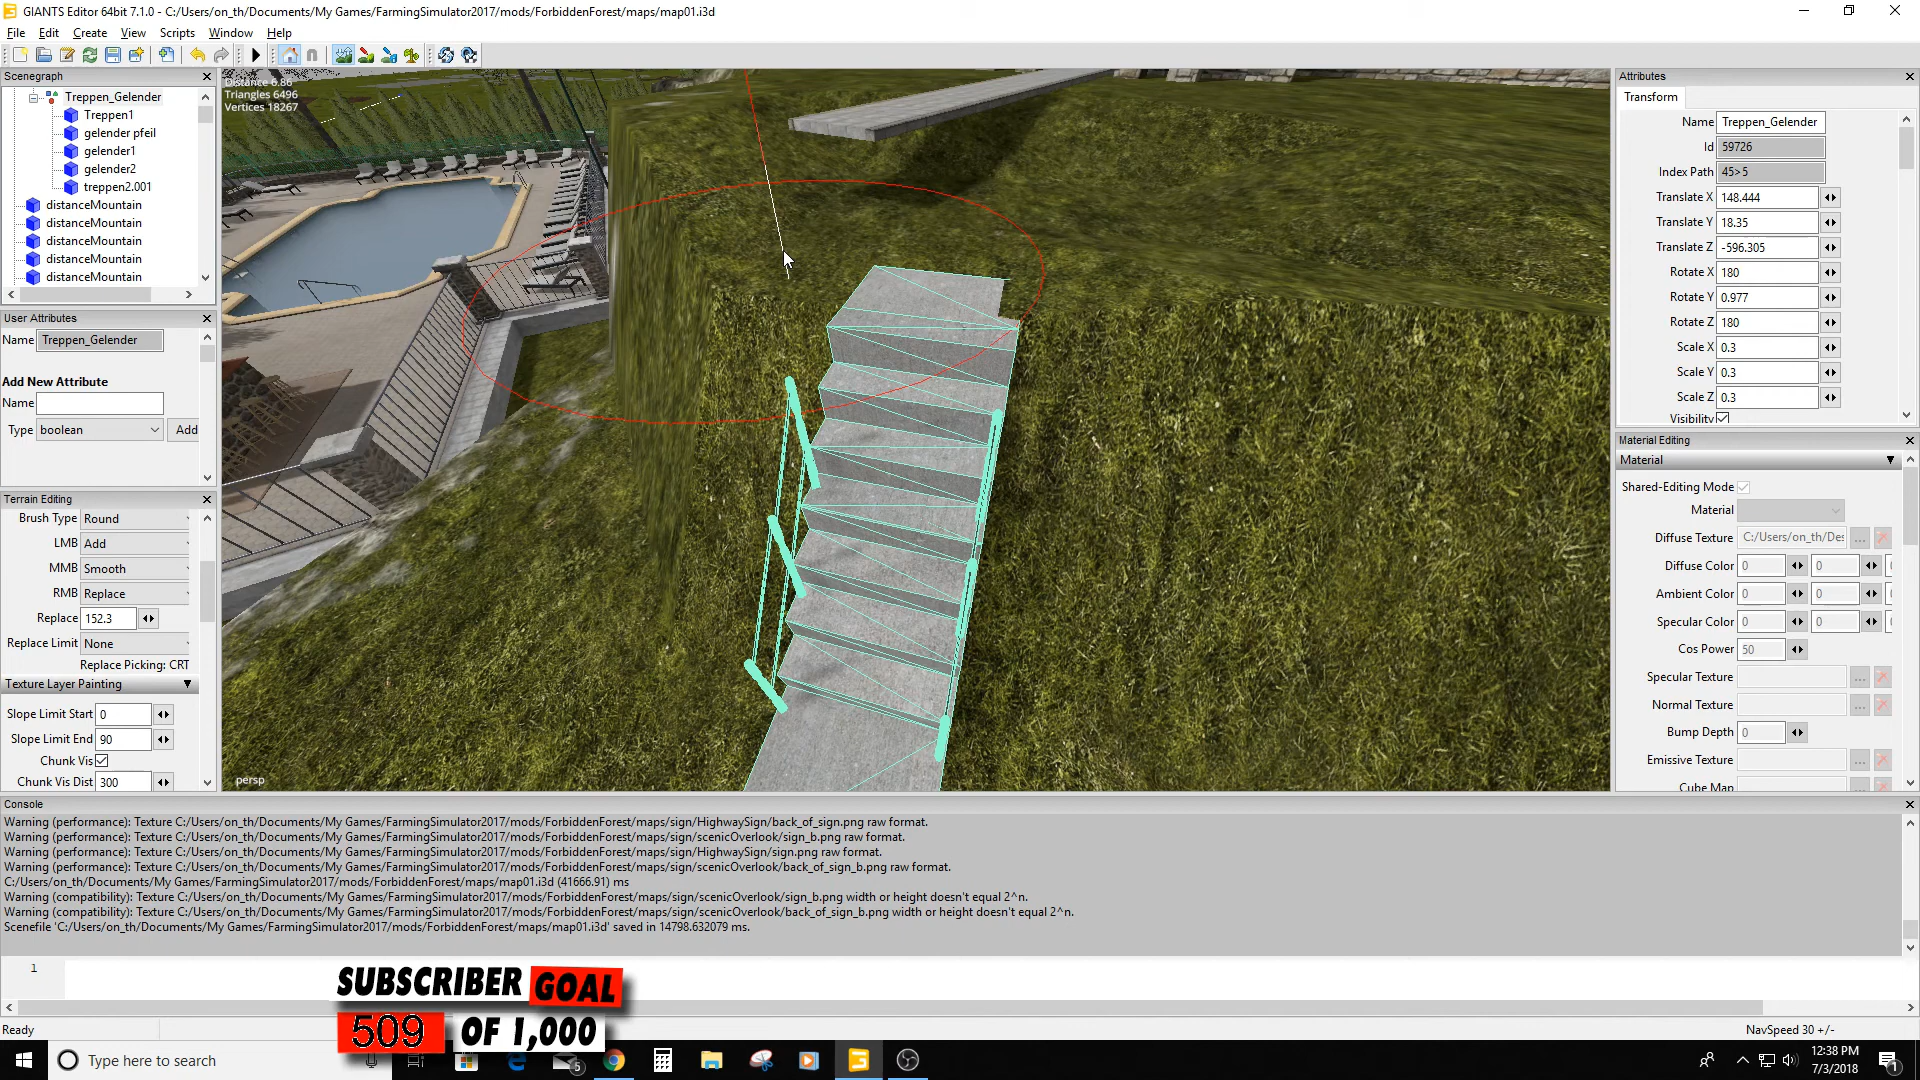 GIANTS Editor 64bit 7.1.0 - C:/Users/on_th/Documents/My Games/FarmingSimulator2017/mods/ForbiddenForest/maps/map01.i3d
File Edit Create View Scripts Window Help
Scenegraph
Treppen_Gelender
Treppen1
gelender pfeil
gelender1
gelender2
treppen2.001
distanceMountain
distanceMountain
distanceMountain
distanceMountain
distanceMountain
User Attributes
Name Treppen_Gelender
Add New Attribute
Name
Type boolean Add
Terrain Editing
Brush Type Round
LMB Add
MMB Smooth
RMB Replace
Replace 152.3
Replace Limit None
Replace Picking: CRT
Texture Layer Painting
Slope Limit Start 0
Slope Limit End 90
Chunk Vis
Chunk Vis Dist 300
Distance 6.86
Triangles 6496
Vertices 18267
persp
Attributes
Transform
Name Treppen_Gelender
Id 59726
Index Path 45>5
Translate X 148.444
Translate Y 18.35
Translate Z -596.305
Rotate X 180
Rotate Y 0.977
Rotate Z 180
Scale X 0.3
Scale Y 0.3
Scale Z 0.3
Visibility
Material Editing
Material
Shared-Editing Mode
Material
Diffuse Texture C:/Users/on_th/Des ...
Diffuse Color 0 0
Ambient Color 0 0
Specular Color 0 0
Cos Power 50
Specular Texture ...
Normal Texture ...
Bump Depth 0
Emissive Texture ...
Cube Map
Console
Warning (performance): Texture C:/Users/on_th/Documents/My Games/FarmingSimulator2017/mods/ForbiddenForest/maps/sign/HighwaySign/back_of_sign.png raw format.
Warning (performance): Texture C:/Users/on_th/Documents/My Games/FarmingSimulator2017/mods/ForbiddenForest/maps/sign/scenicOverlook/sign_b.png raw format.
Warning (performance): Texture C:/Users/on_th/Documents/My Games/FarmingSimulator2017/mods/ForbiddenForest/maps/sign/HighwaySign/sign.png raw format.
Warning (performance): Texture C:/Users/on_th/Documents/My Games/FarmingSimulator2017/mods/ForbiddenForest/maps/sign/scenicOverlook/back_of_sign_b.png raw format.
C:/Users/on_th/Documents/My Games/FarmingSimulator2017/mods/ForbiddenForest/maps/map01.i3d (41666.91) ms
Warning (compatibility): Texture C:/Users/on_th/Documents/My Games/FarmingSimulator2017/mods/ForbiddenForest/maps/sign/scenicOverlook/sign_b.png width or height doesn't equal 2^n.
Warning (compatibility): Texture C:/Users/on_th/Documents/My Games/FarmingSimulator2017/mods/ForbiddenForest/maps/sign/scenicOverlook/back_of_sign_b.png width or height doesn't equal 2^n.
Scenefile 'C:/Users/on_th/Documents/My Games/FarmingSimulator2017/mods/ForbiddenForest/maps/map01.i3d' saved in 14798.632079 ms.
1
SUBSCRIBER GOAL
509 OF 1,000
Ready
NavSpeed 30 +/-
Type here to search
5
12:38 PM
7/3/2018
1